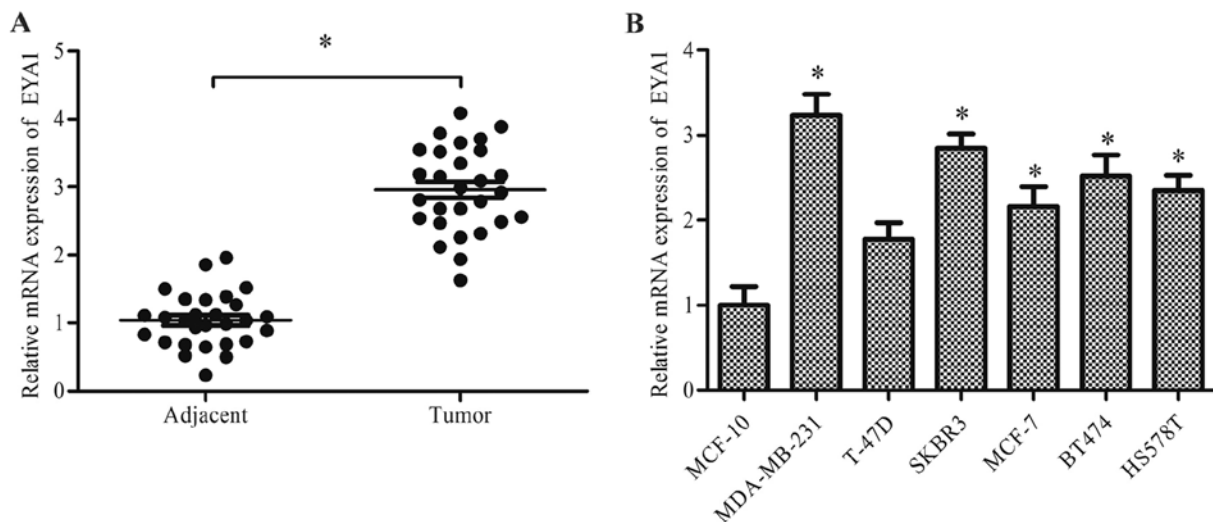 A
Relative mRNA expression of EYA1
5
4
3
2
1
0
*
Adjacent
Tumor
B
Relative mRNA expression of EYA1
4
3
2
1
0
*
*
*
*
*
MCF-10
MDA-MB-231
T-47D
SKBR3
MCF-7
BT474
HS578T